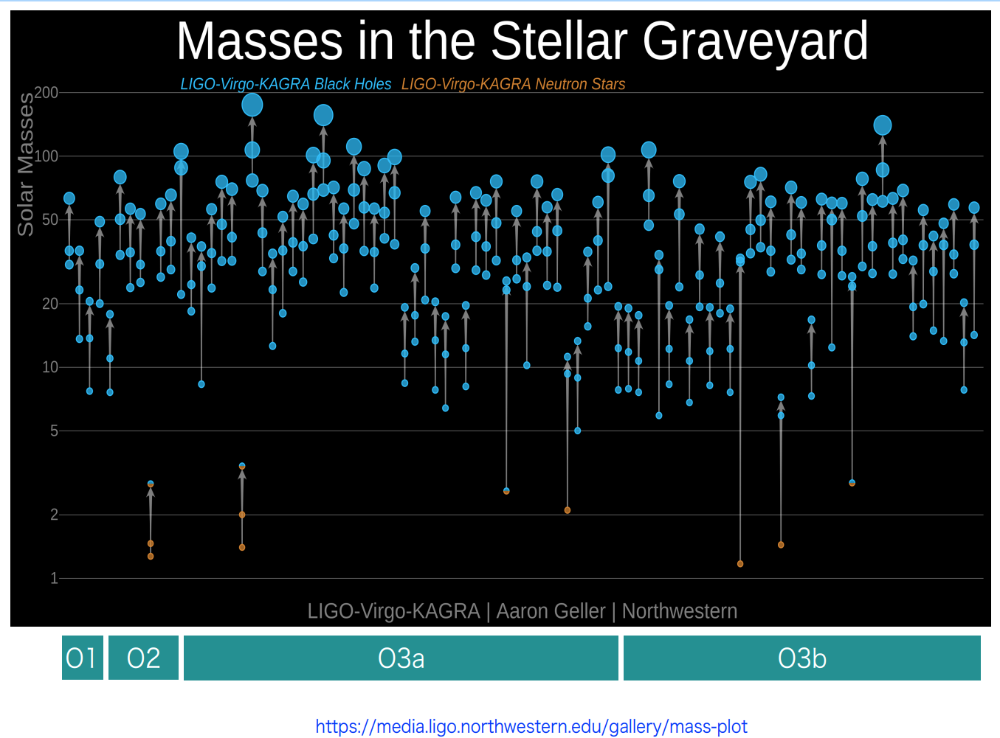 Masses in the Stellar Graveyard
LIGO-Virgo-KAGRA Black Holes LIGO-Virgo-KAGRA Neutron Stars
Solar Masses
200
100
50
20
10
5
2
1
LIGO-Virgo-KAGRA | Aaron Geller | Northwestern
O1 O2 O3a O3b
https://media.ligo.northwestern.edu/gallery/mass-plot